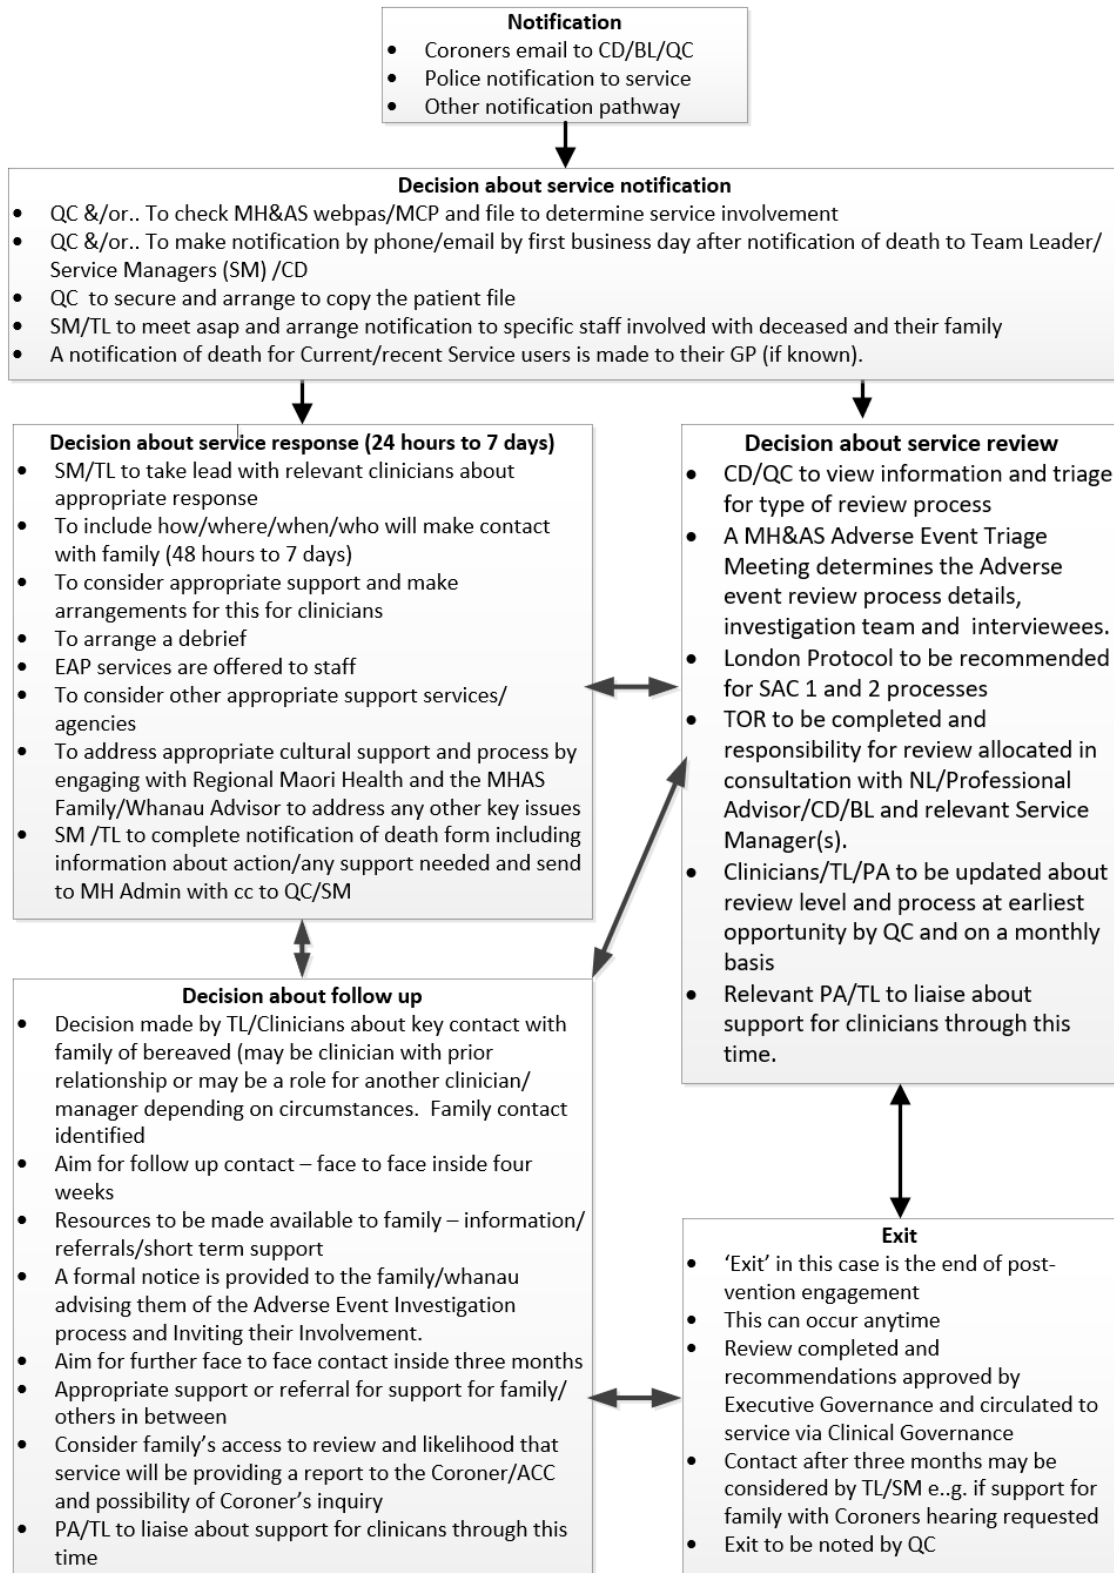 Notification
• Coroners email to CD/BL/QC
• Police notification to service
• Other notification pathway
Decision about service notification
• QC &/or.. To check MH&AS webpas/MCP and file to determine service involvement
• QC &/or.. To make notification by phone/email by first business day after notification of death to Team Leader/
Service Managers (SM) /CD
• QC to secure and arrange to copy the patient file
• SM/TL to meet asap and arrange notification to specific staff involved with deceased and their family
• A notification of death for Current/recent Service users is made to their GP (if known).
Decision about service response (24 hours to 7 days)
• SM/TL to take lead with relevant clinicians about
appropriate response
• To include how/where/when/who will make contact
with family (48 hours to 7 days)
• To consider appropriate support and make
arrangements for this for clinicians
• To arrange a debrief
• EAP services are offered to staff
• To consider other appropriate support services/
agencies
• To address appropriate cultural support and process by
engaging with Regional Maori Health and the MHAS
Family/Whanau Advisor to address any other key issues
• SM /TL to complete notification of death form including
information about action/any support needed and send
to MH Admin with cc to QC/SM
Decision about service review
• CD/QC to view information and triage
for type of review process
• A MH&AS Adverse Event Triage
Meeting determines the Adverse
event review process details,
investigation team and interviewees.
• London Protocol to be recommended
for SAC 1 and 2 processes
• TOR to be completed and
responsibility for review allocated in
consultation with NL/Professional
Advisor/CD/BL and relevant Service
Manager(s).
• Clinicians/TL/PA to be updated about
review level and process at earliest
opportunity by QC and on a monthly
basis
• Relevant PA/TL to liaise about
support for clinicians through this
time.
Decision about follow up
• Decision made by TL/Clinicians about key contact with
family of bereaved (may be clinician with prior
relationship or may be a role for another clinician/
manager depending on circumstances. Family contact
identified
• Aim for follow up contact – face to face inside four
weeks
• Resources to be made available to family – information/
referrals/short term support
• A formal notice is provided to the family/whanau
advising them of the Adverse Event Investigation
process and Inviting their Involvement.
• Aim for further face to face contact inside three months
• Appropriate support or referral for support for family/
others in between
• Consider family's access to review and likelihood that
service will be providing a report to the Coroner/ACC
and possibility of Coroner's inquiry
• PA/TL to liaise about support for clinicans through this
time
Exit
• 'Exit' in this case is the end of post-
vention engagement
• This can occur anytime
• Review completed and
recommendations approved by
Executive Governance and circulated to
service via Clinical Governance
• Contact after three months may be
considered by TL/SM e..g. if support for
family with Coroners hearing requested
• Exit to be noted by QC